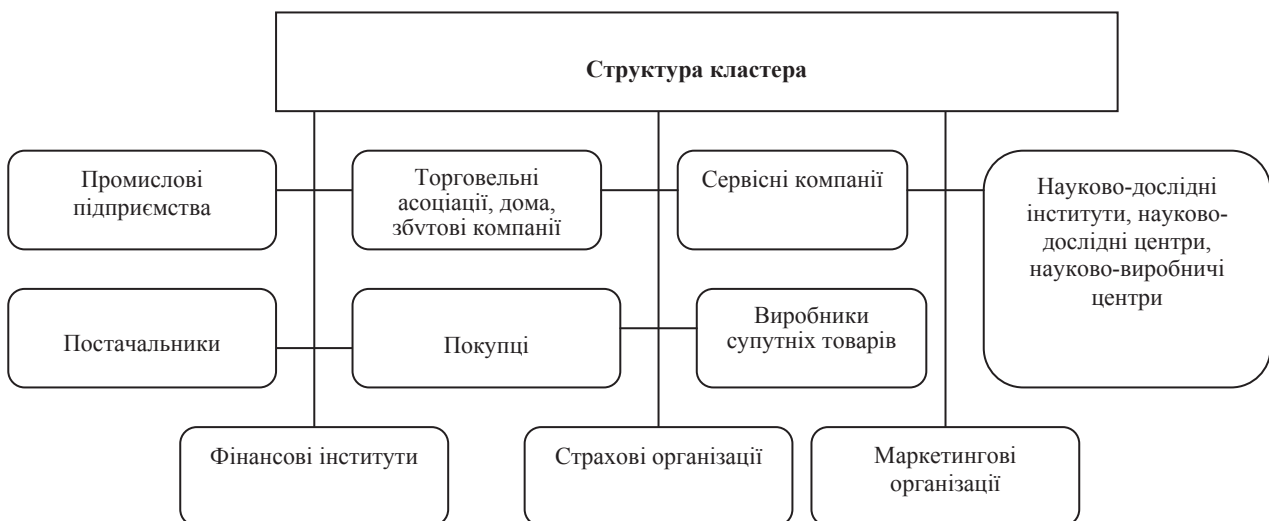 Структура кластера
Промислові
підприємства
Торговельні
асоціації, дома,
збутові компанії
Сервісні компанії
Науково-дослідні
інститути, науково-
дослідні центри,
науково-виробничі
центри
Постачальники
Покупці
Виробники
супутніх товарів
Фінансові інститути
Страхові організації
Маркетингові
організації